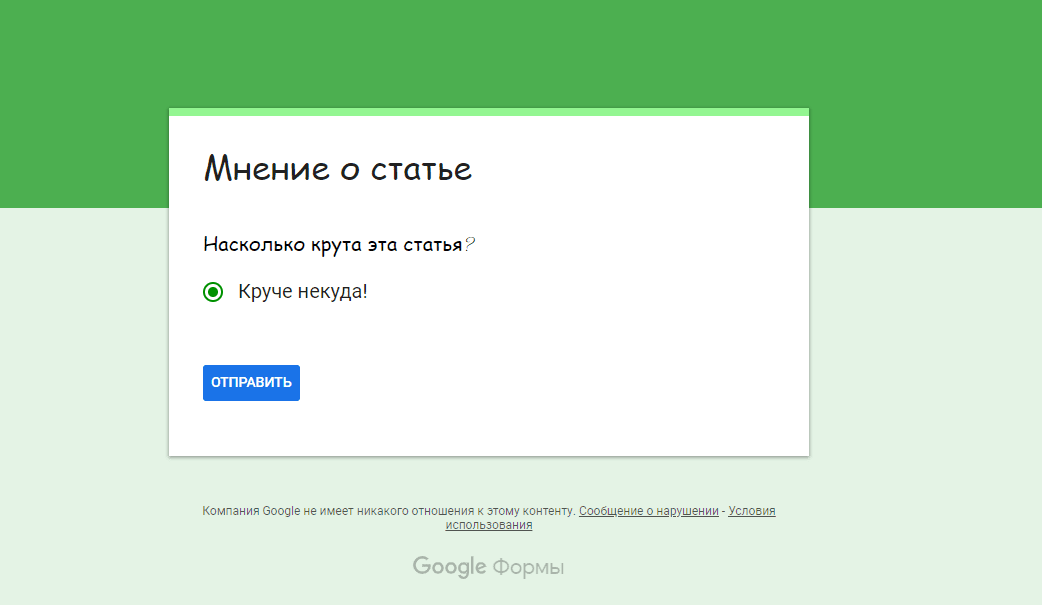 Мнение о статье
Насколько крута эта статья?
Круче некуда!
ОТПРАВИТЬ
Компания Google не имеет никакого отношения к этому контенту. Сообщение о нарушении - Условия
использования
Google Формы